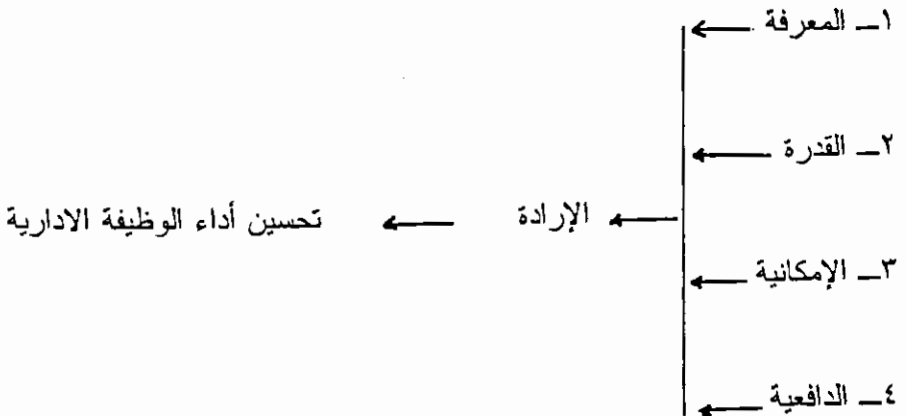 ١ـ المعرفة
٢ـ القدرة
الإرادة
تحسين أداء الوظيفة الادارية
٣ـ الإمكانية
٤ـ الدافعية